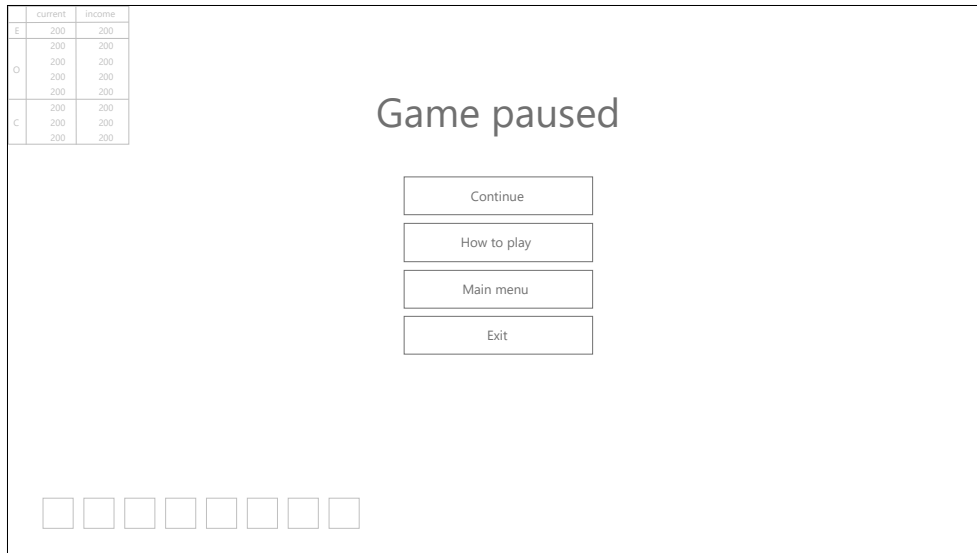 current income
E 200 200
200 200
200 200
O
200 200
200 200
200 200
C 200 200
200 200
Game paused
Continue
How to play
Main menu
Exit